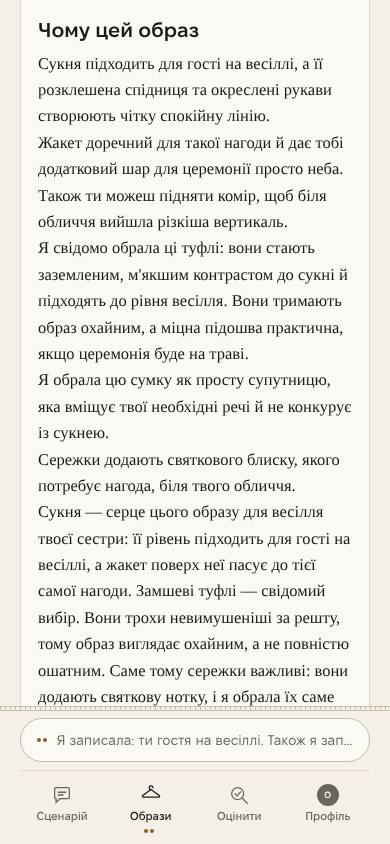 Чому цей образ
Сукня підходить для гості на весіллі, а її
розклешена спідниця та окреслені рукави
створюють чітку спокійну лінію.
Жакет доречний для такої нагоди й дає тобі
додатковий шар для церемонії просто неба.
Також ти можеш підняти комір, щоб біля
обличчя вийшла різкіша вертикаль.
Я свідомо обрала ці туфлі: вони стають
заземленим, м'якшим контрастом до сукні й
підходять до рівня весілля. Вони тримають
образ охайним, а міцна підошва практична,
якщо церемонія буде на траві.
Я обрала цю сумку як просту супутницю,
яка вміщує твої необхідні речі й не конкурує
із сукнею.
Сережки додають святкового блиску, якого
потребує нагода, біля твого обличчя.
Сукня — серце цього образу для весілля
твоєї сестри: її рівень підходить для гості на
весіллі, а жакет поверх неї пасує до тієї
самої нагоди. Замшеві туфлі — свідомий
вибір. Вони трохи невимушеніші за решту,
тому образ виглядає охайним, а не повністю
ошатним. Саме тому сережки важливі: вони
додають святкову нотку, і я обрала їх саме
Я записала: ти гостя на весіллі. Також я зап...
Сценарій
Образи
Оцінити
О
Профіль